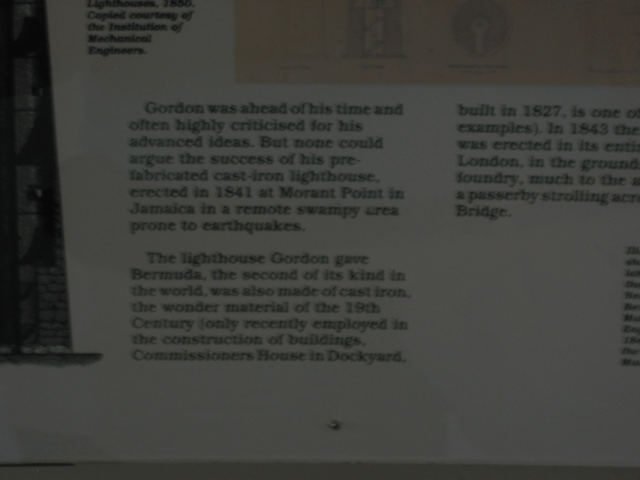 Lighthouses, 1880.
Copied courtesy of
the Institution of
Mechanical
Engineers.
Gordon was ahead of his time and
often highly criticised for his
advanced ideas. But none could
argue the success of his pre-
fabricated cast-iron lighthouse,
erected in 1841 at Morant Point in
Jamaica in a remote swampy area
prone to earthquakes.
The lighthouse Gordon gave
Bermuda, the second of its kind in
the world, was also made of cast iron,
the wonder material of the 19th
Century (only recently employed in
the construction of buildings,
Commissioners House in Dockyard,
built in 1827, is one of
examples). In 1843 the
was erected in its enti
London, in the ground
foundry, much to the a
a passerby strolling acr
Bridge.